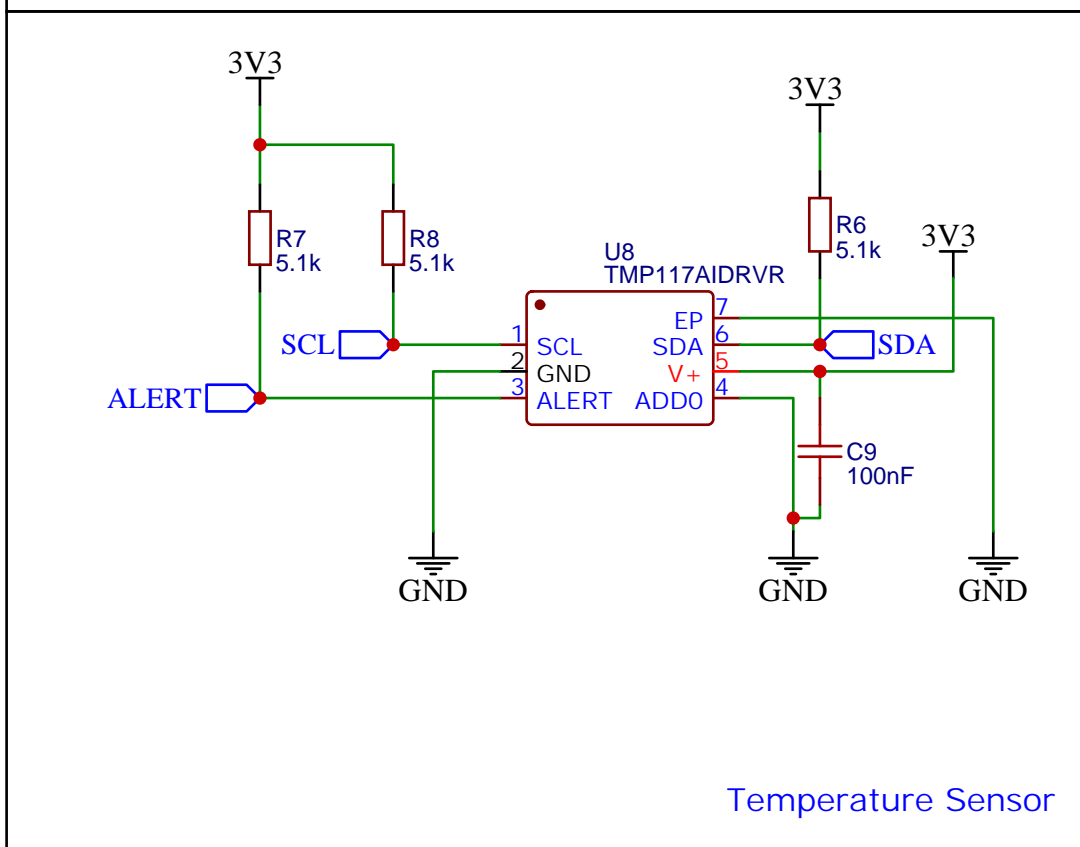 3V3
3V3
R7
5.1k
R8
5.1k
R6
5.1k
3V3
U8
TMP117AIDRVR
SCL
ALERT
1
SCL
2
GND
3
ALERT
EP
7
SDA
6
V+
5
ADD0
4
SDA
C9
100nF
GND
GND
GND
Temperature Sensor